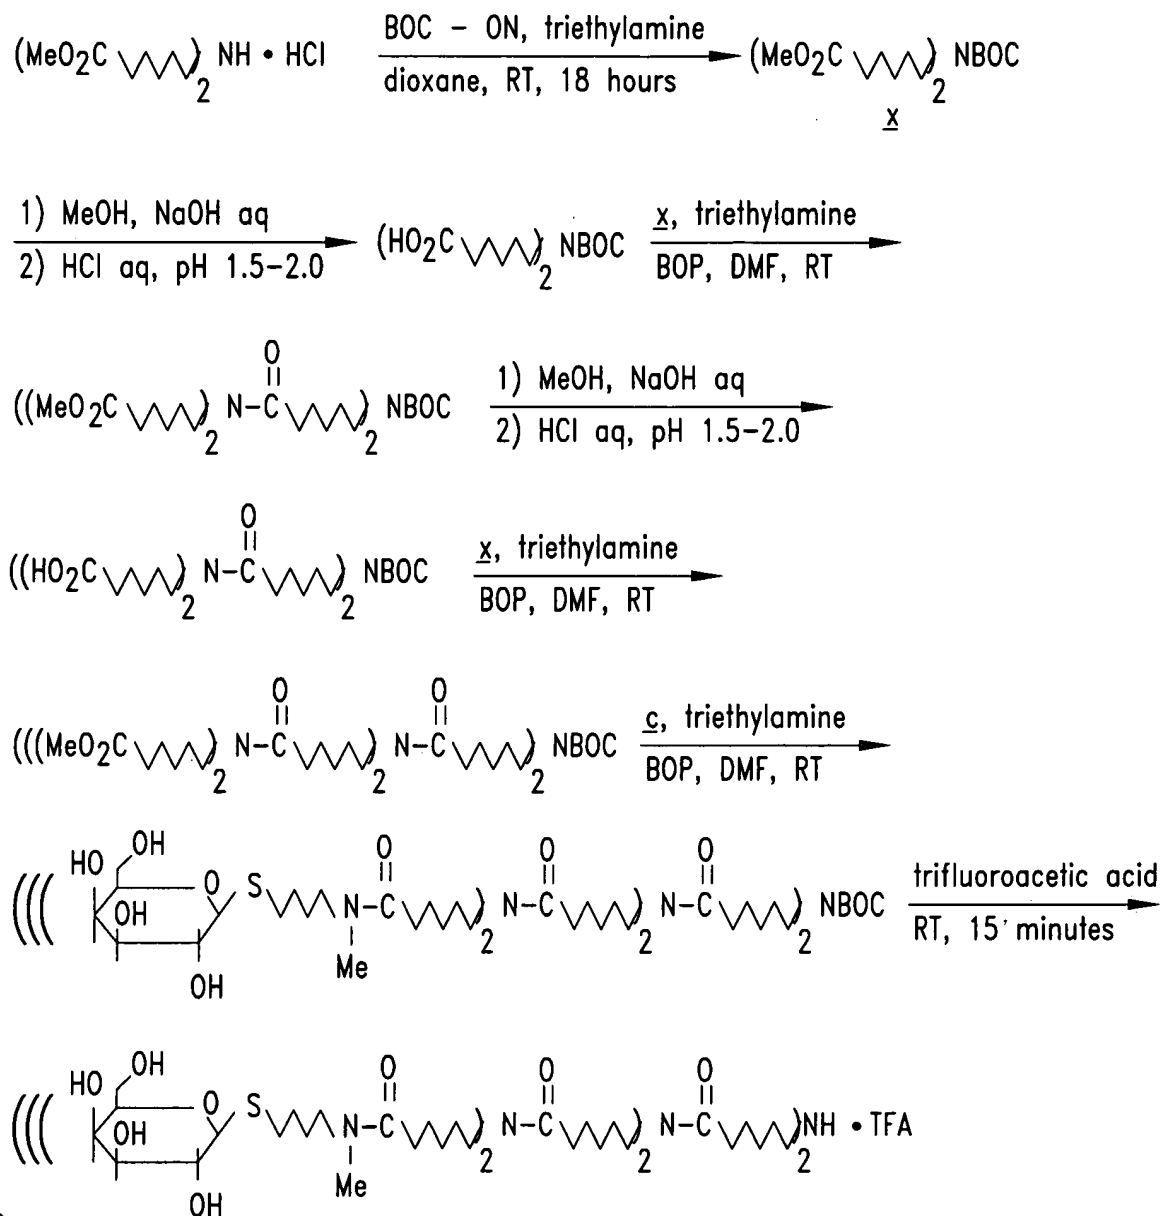 BOC – ON, triethylamine
(MeO2C )2 NH • HCl
dioxane, RT, 18 hours
(MeO2C )2 NBOC
x
1) MeOH, NaOH aq
2) HCl aq, pH 1.5–2.0
(HO2C )2 NBOC
x, triethylamine
BOP, DMF, RT
O
((MeO2C )2 N–C )2 NBOC
1) MeOH, NaOH aq
2) HCl aq, pH 1.5–2.0
O
((HO2C )2 N–C )2 NBOC
x, triethylamine
BOP, DMF, RT
O O
(((MeO2C )2 N–C )2 N–C )2 NBOC
c, triethylamine
BOP, DMF, RT
OH O O O
HO
((( O S N–C )2 N–C )2 N–C )2 NBOC
OH
Me
OH
trifluoroacetic acid
RT, 15 minutes
OH O O O
HO
((( O S N–C )2 N–C )2 N–C )2NH • TFA
OH
Me
OH